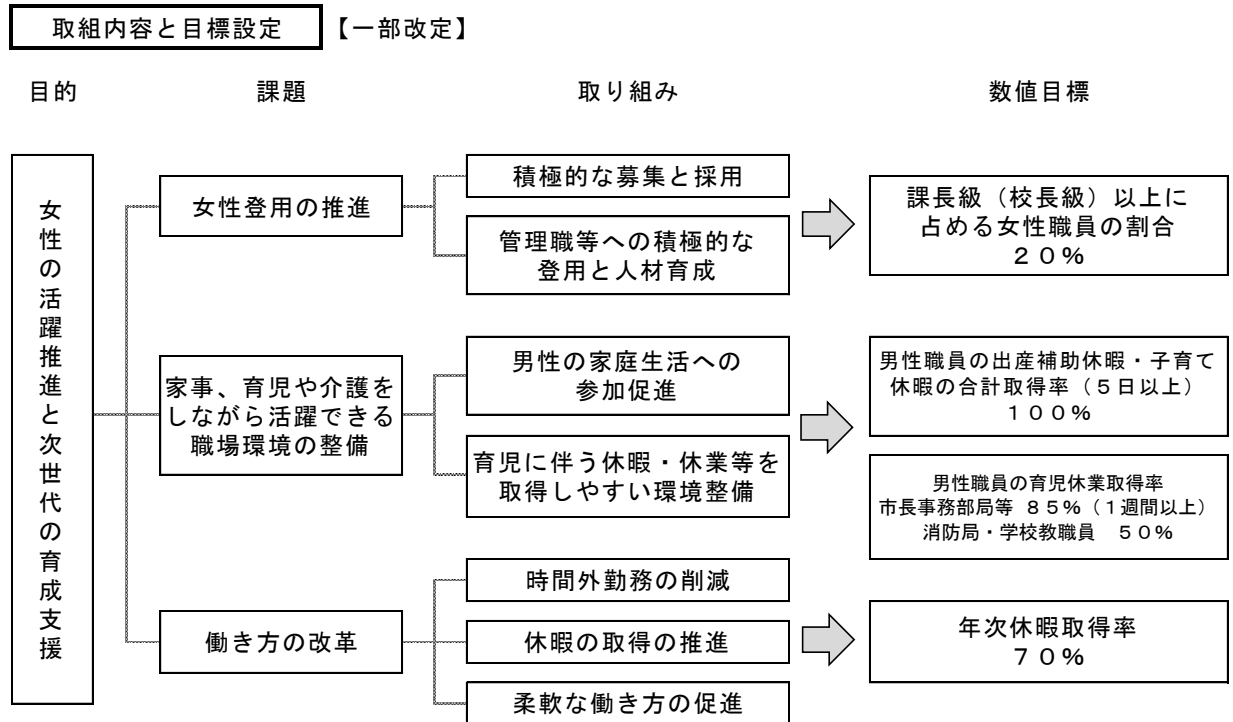 取組内容と目標設定 【一部改定】
目的 課題 取り組み 数値目標
女性の活躍推進と次世代の育成支援
女性登用の推進
積極的な募集と採用
管理職等への積極的な
登用と人材育成
課長級（校長級）以上に
占める女性職員の割合
２０％
家事、育児や介護を
しながら活躍できる
職場環境の整備
男性の家庭生活への
参加促進
育児に伴う休暇・休業等を
取得しやすい環境整備
男性職員の出産補助休暇・子育て
休暇の合計取得率（５日以上）
１００％
男性職員の育児休業取得率
市長事務部局等 ８５％（１週間以上）
消防局・学校教職員　５０％
働き方の改革
時間外勤務の削減
休暇の取得の推進
柔軟な働き方の促進
年次休暇取得率
７０％